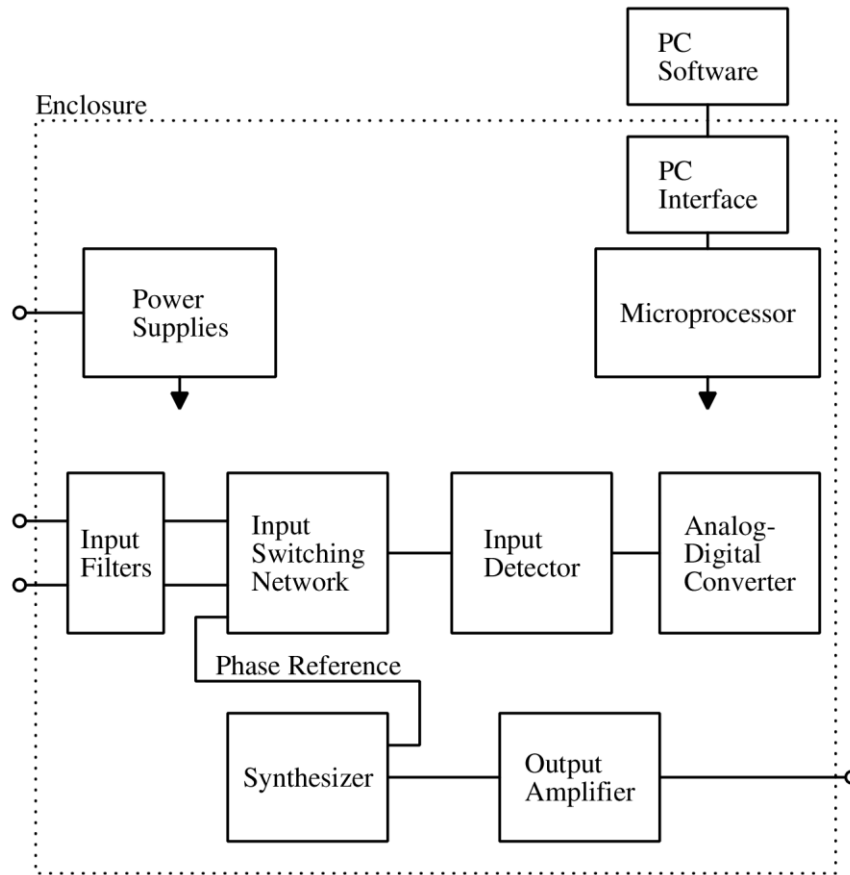 PC
Software
Enclosure
PC
Interface
Power
Supplies
Microprocessor
Input
Filters
Input
Switching
Network
Input
Detector
Analog-
Digital
Converter
Phase Reference
Synthesizer
Output
Amplifier